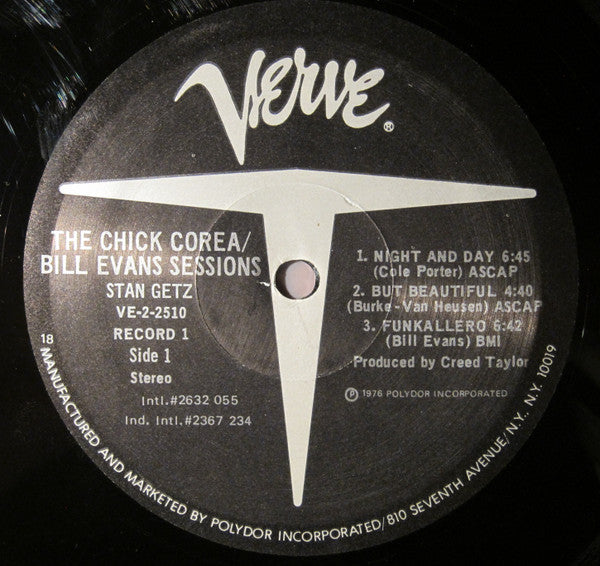 Verve®
THE CHICK COREA/
BILL EVANS SESSIONS
STAN GETZ
VE-2-2510
RECORD 1
Side 1
Stereo
Intl.#2632 055
Ind. Intl.#2367 234
1. NIGHT AND DAY 6:45
(Cole Porter) ASCAP
2. BUT BEAUTIFUL 4:40
(Burke-Van Heusen) ASCAP
3. FUNKALLERO 6:42
(Bill Evans) BMI
Produced by Creed Taylor
Ⓟ 1976 POLYDOR INCORPORATED
18
MANUFACTURED AND MARKETED BY POLYDOR INCORPORATED/810 SEVENTH AVENUE/N.Y. N.Y. 10019